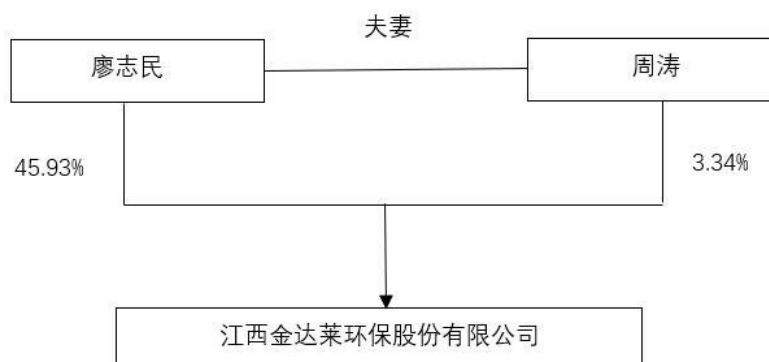 夫妻
廖志民
周涛
45.93%
3.34%
江西金达莱环保股份有限公司